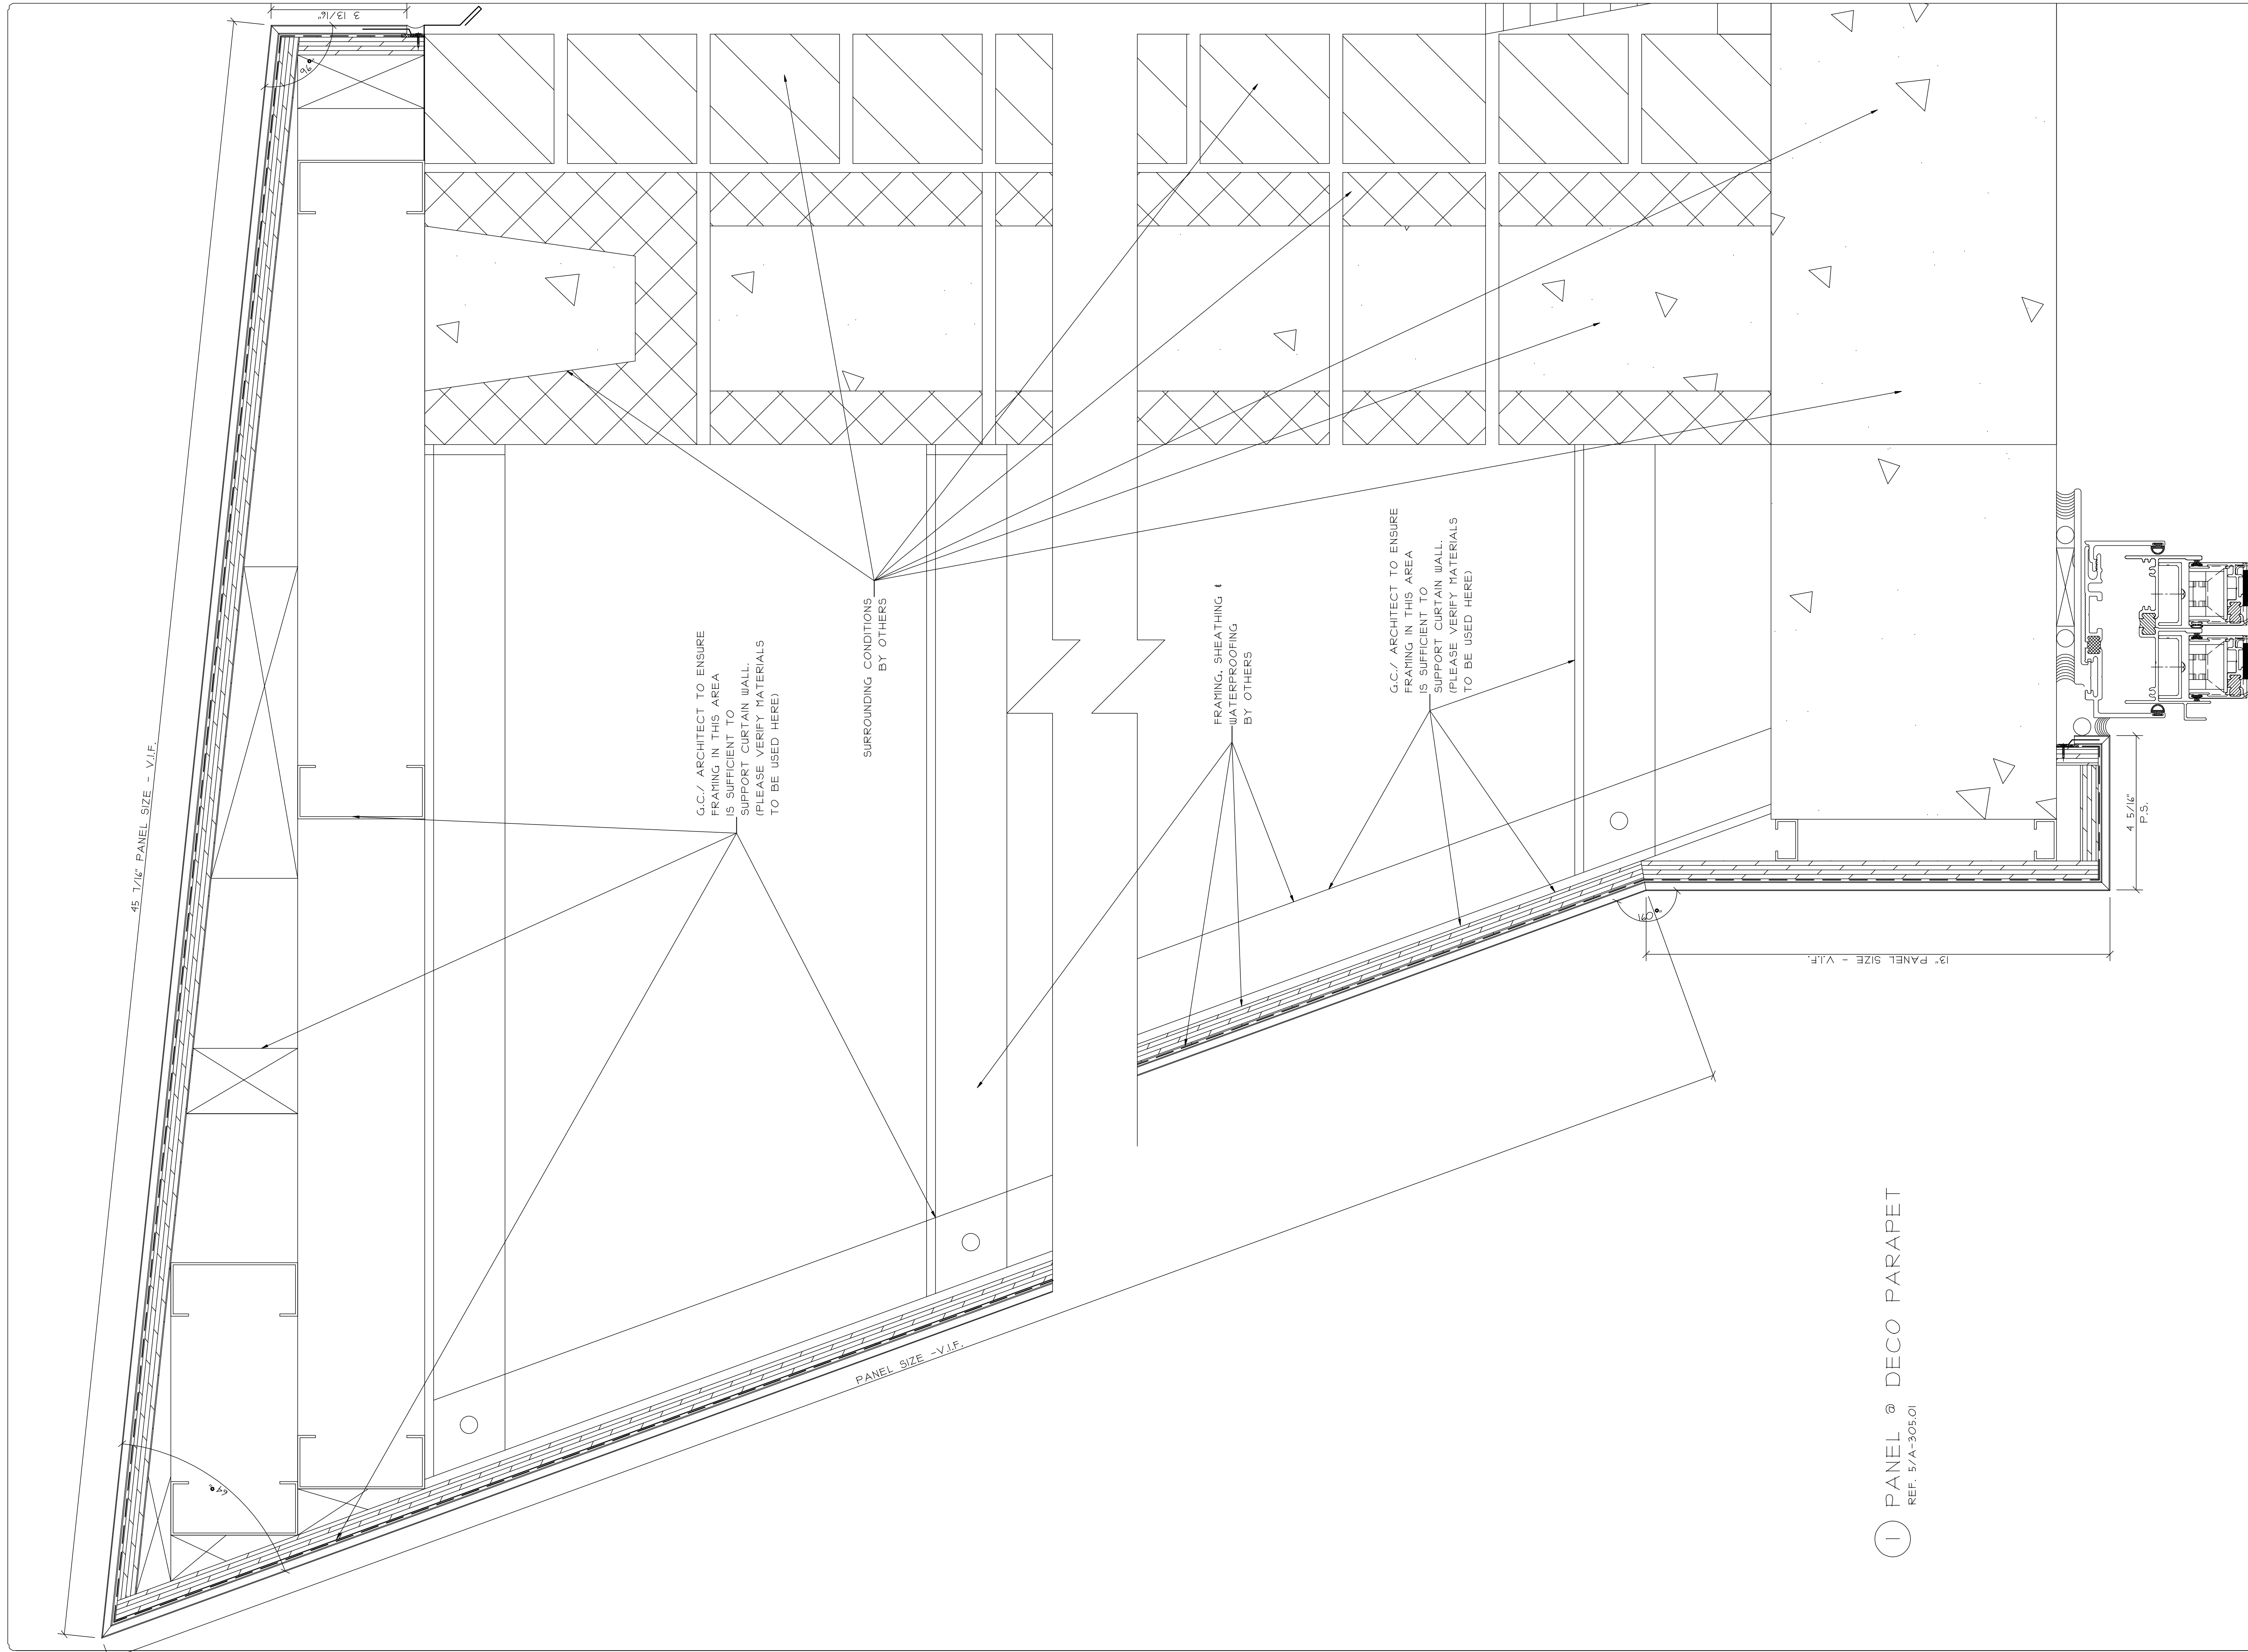 3 13/16"
96°
45 7/16" PANEL SIZE - V.I.F.
G.C./ ARCHITECT TO ENSURE
FRAMING IN THIS AREA
IS SUFFICIENT TO
SUPPORT CURTAIN WALL.
(PLEASE VERIFY MATERIALS
TO BE USED HERE)
SURROUNDING CONDITIONS
BY OTHERS
FRAMING, SHEATHING &
WATERPROOFING
BY OTHERS
G.C./ ARCHITECT TO ENSURE
FRAMING IN THIS AREA
IS SUFFICIENT TO
SUPPORT CURTAIN WALL.
(PLEASE VERIFY MATERIALS
TO BE USED HERE)
64°
PANEL SIZE -V.I.F.
160°
13" PANEL SIZE - V.I.F.
4 5/16"
P.S.
1
PANEL @ DECO PARAPET
REF. 5/A-305.01